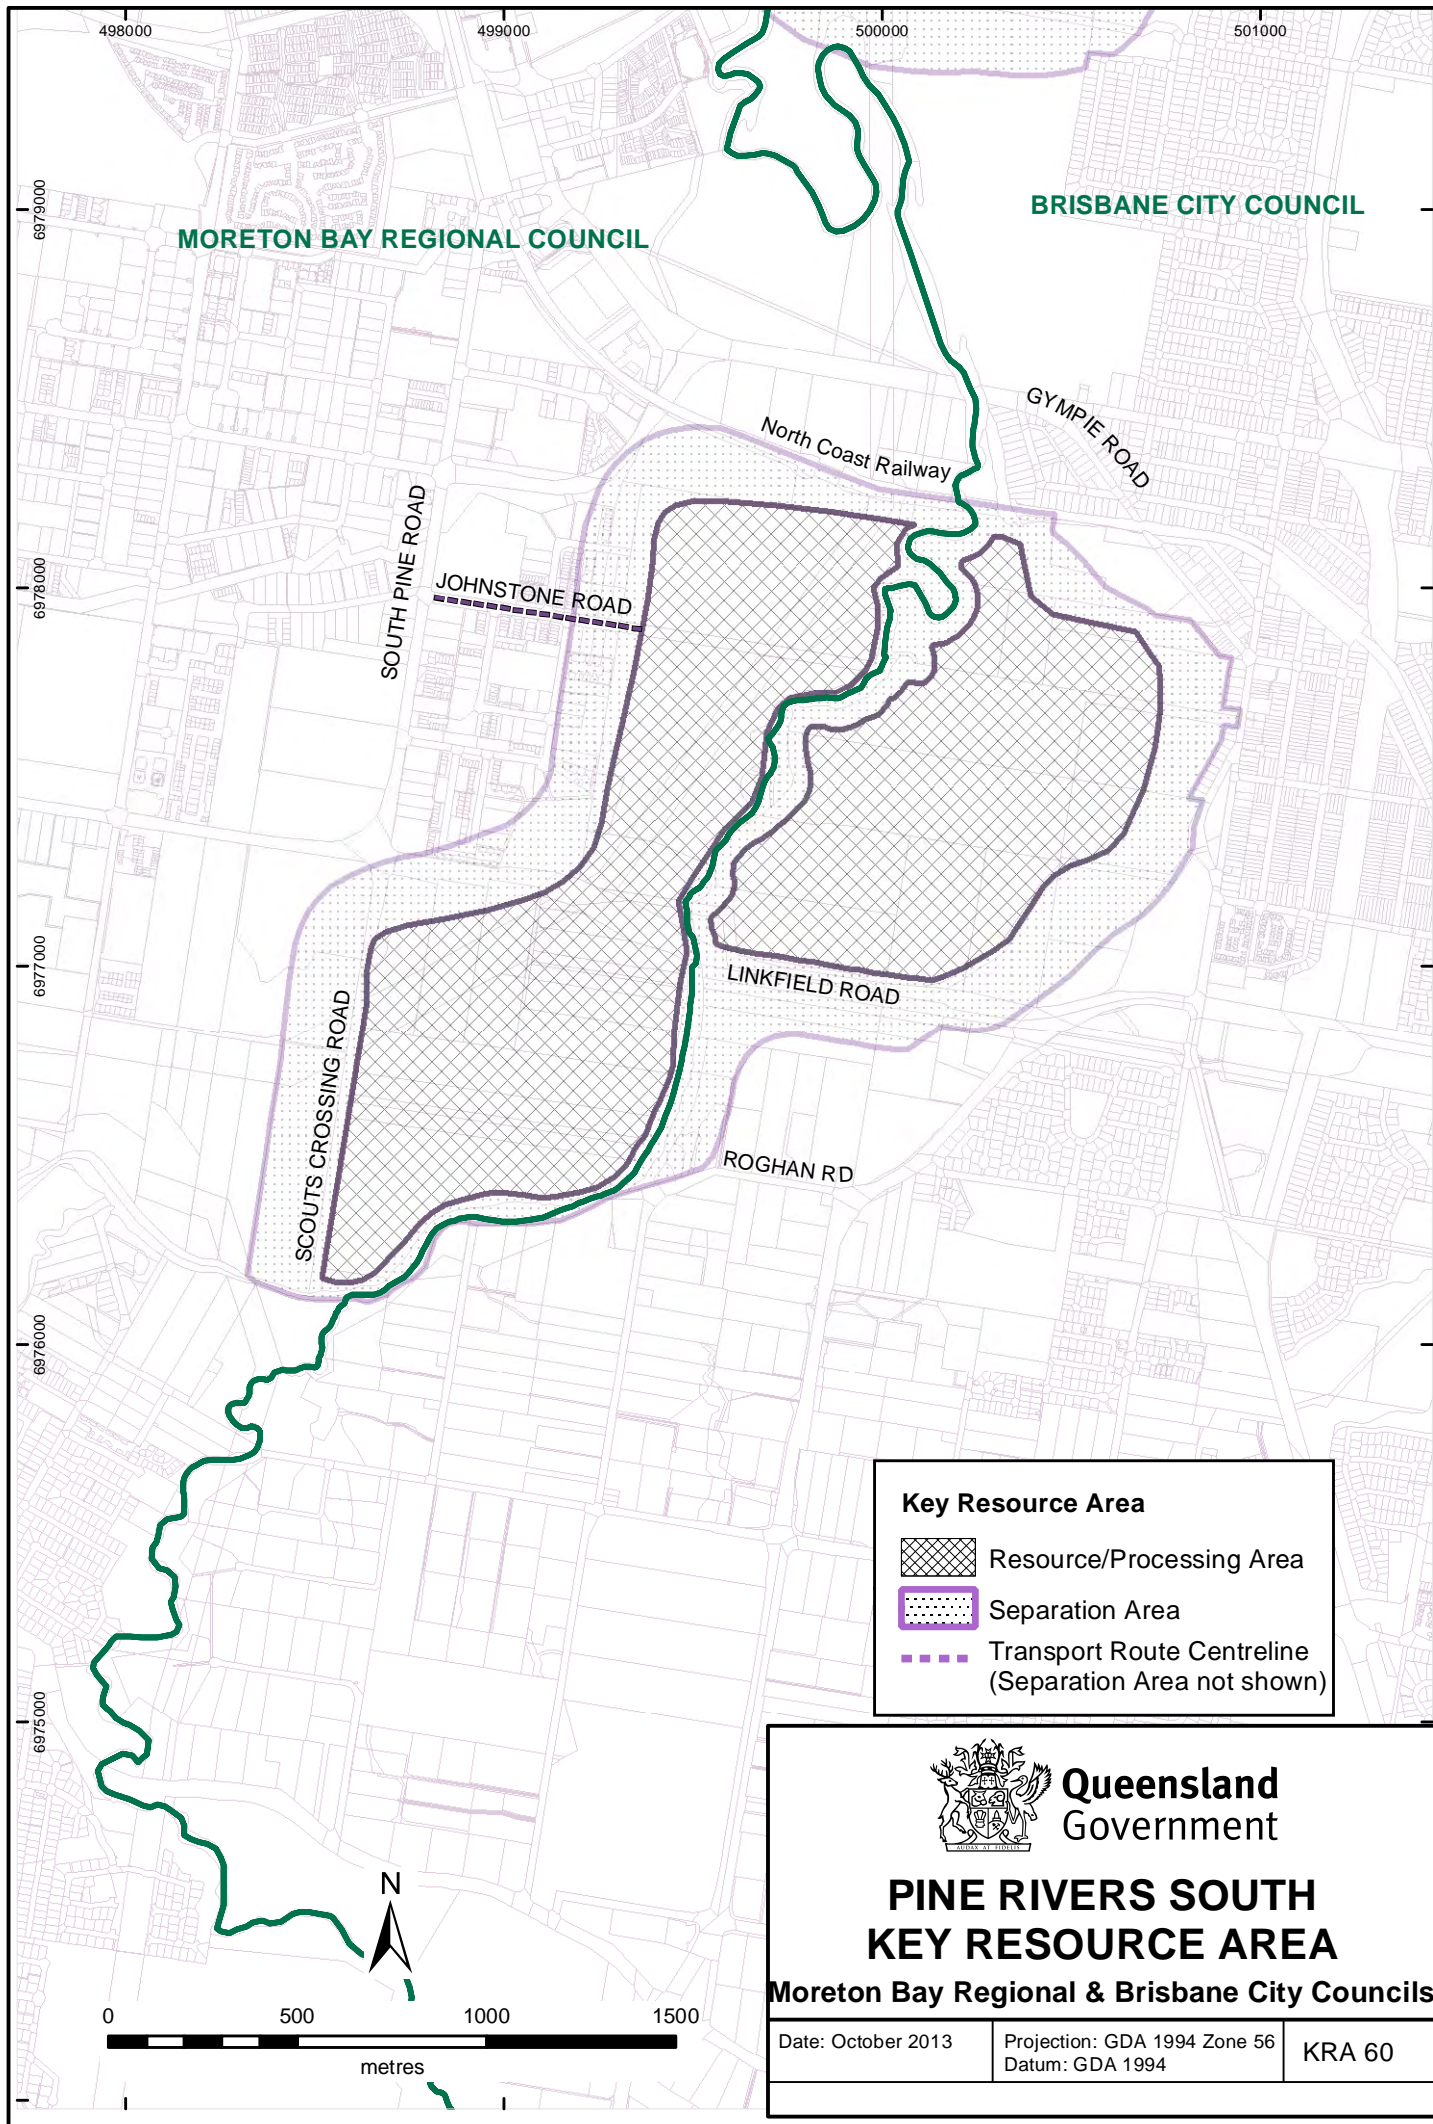 498000
499000
500000
501000
6979000
BRISBANE CITY COUNCIL
MORETON BAY REGIONAL COUNCIL
GYMPIE ROAD
North Coast Railway
SOUTH PINE ROAD
6978000
JOHNSTONE ROAD
6977000
LINKFIELD ROAD
SCOUTS CROSSING ROAD
ROGHAN RD
6976000
Key Resource Area
Resource/Processing Area
Separation Area
Transport Route Centreline
(Separation Area not shown)
6975000
Queensland
Government
AUDAX AT FIDELIS
PINE RIVERS SOUTH
KEY RESOURCE AREA
Moreton Bay Regional & Brisbane City Councils
N
0 500 1000 1500
metres
Date: October 2013
Projection: GDA 1994 Zone 56
Datum: GDA 1994
KRA 60